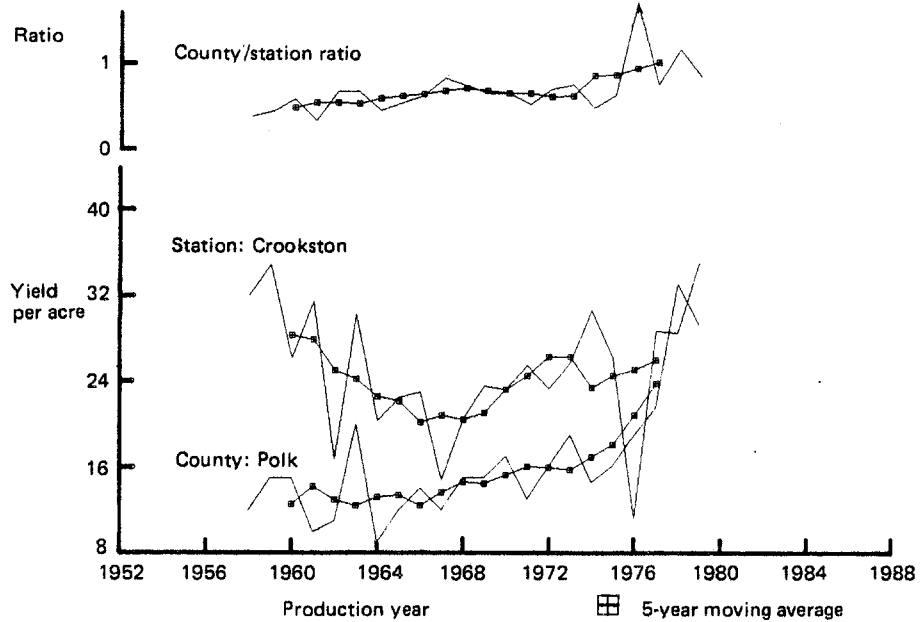 Ratio
County/station ratio
1
0
40
Station: Crookston
Yield
per acre
32
24
County: Polk
16
8
1952 1956 1960 1964 1968 1972 1976 1980 1984 1988
Production year
5-year moving average